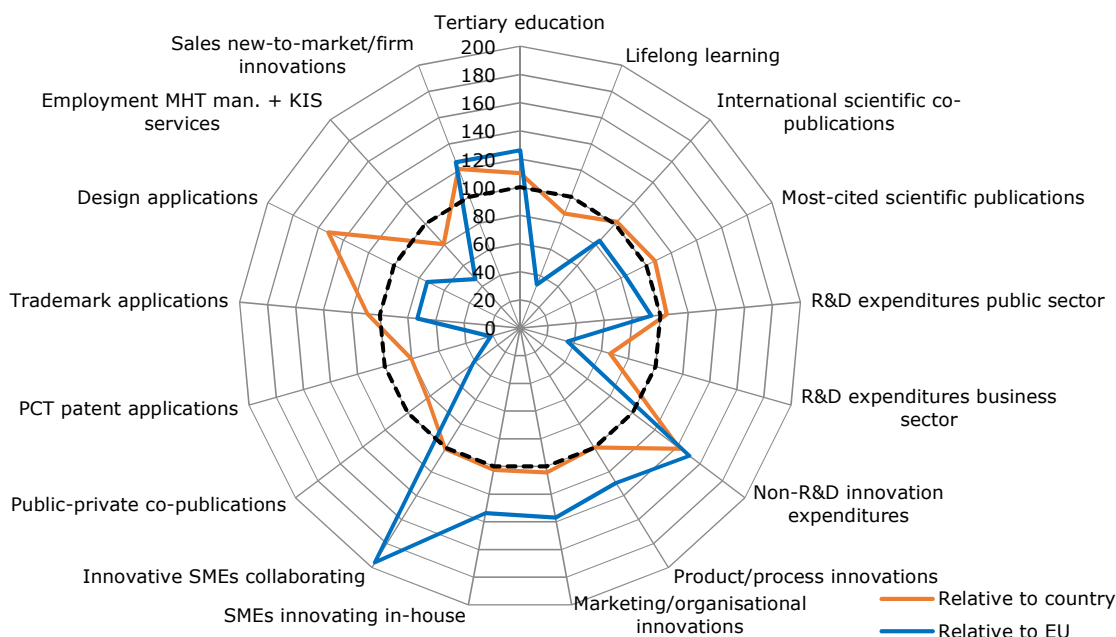 Tertiary education
Sales new-to-market/firm
innovations
Lifelong learning
Employment MHT man. + KIS
services
International scientific co-
publications
Design applications
Most-cited scientific publications
Trademark applications
R&D expenditures public sector
PCT patent applications
R&D expenditures business
sector
Public-private co-publications
Non-R&D innovation
expenditures
Innovative SMEs collaborating
Product/process innovations
SMEs innovating in-house
Marketing/organisational
innovations
200
180
160
140
120
100
80
60
40
20
0
Relative to country
Relative to EU